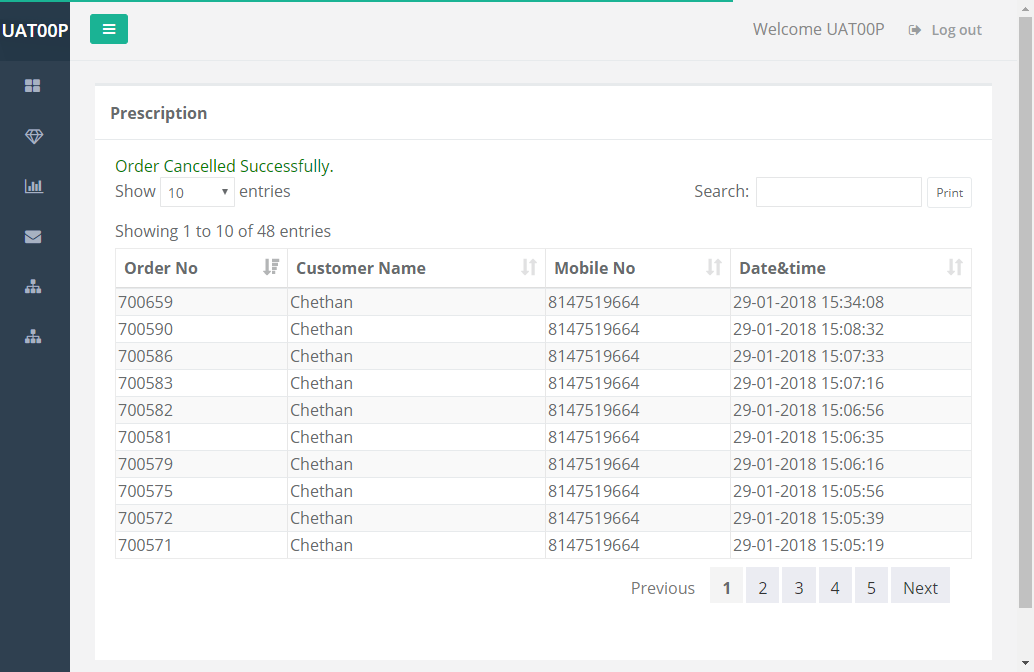 UAT00P
Welcome UAT00P Log out
Prescription
Order Cancelled Successfully.
Show 10 entries Search: Print
Showing 1 to 10 of 48 entries
Order No Customer Name Mobile No Date&time
700659 Chethan 8147519664 29-01-2018 15:34:08
700590 Chethan 8147519664 29-01-2018 15:08:32
700586 Chethan 8147519664 29-01-2018 15:07:33
700583 Chethan 8147519664 29-01-2018 15:07:16
700582 Chethan 8147519664 29-01-2018 15:06:56
700581 Chethan 8147519664 29-01-2018 15:06:35
700579 Chethan 8147519664 29-01-2018 15:06:16
700575 Chethan 8147519664 29-01-2018 15:05:56
700572 Chethan 8147519664 29-01-2018 15:05:39
700571 Chethan 8147519664 29-01-2018 15:05:19
Previous 1 2 3 4 5 Next